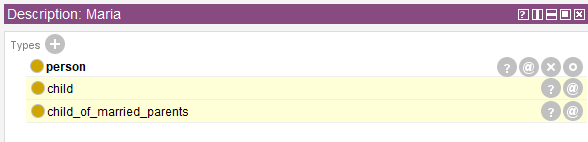 Description: Maria
Types
person
? @
child
? @
child_of_married_parents
? @